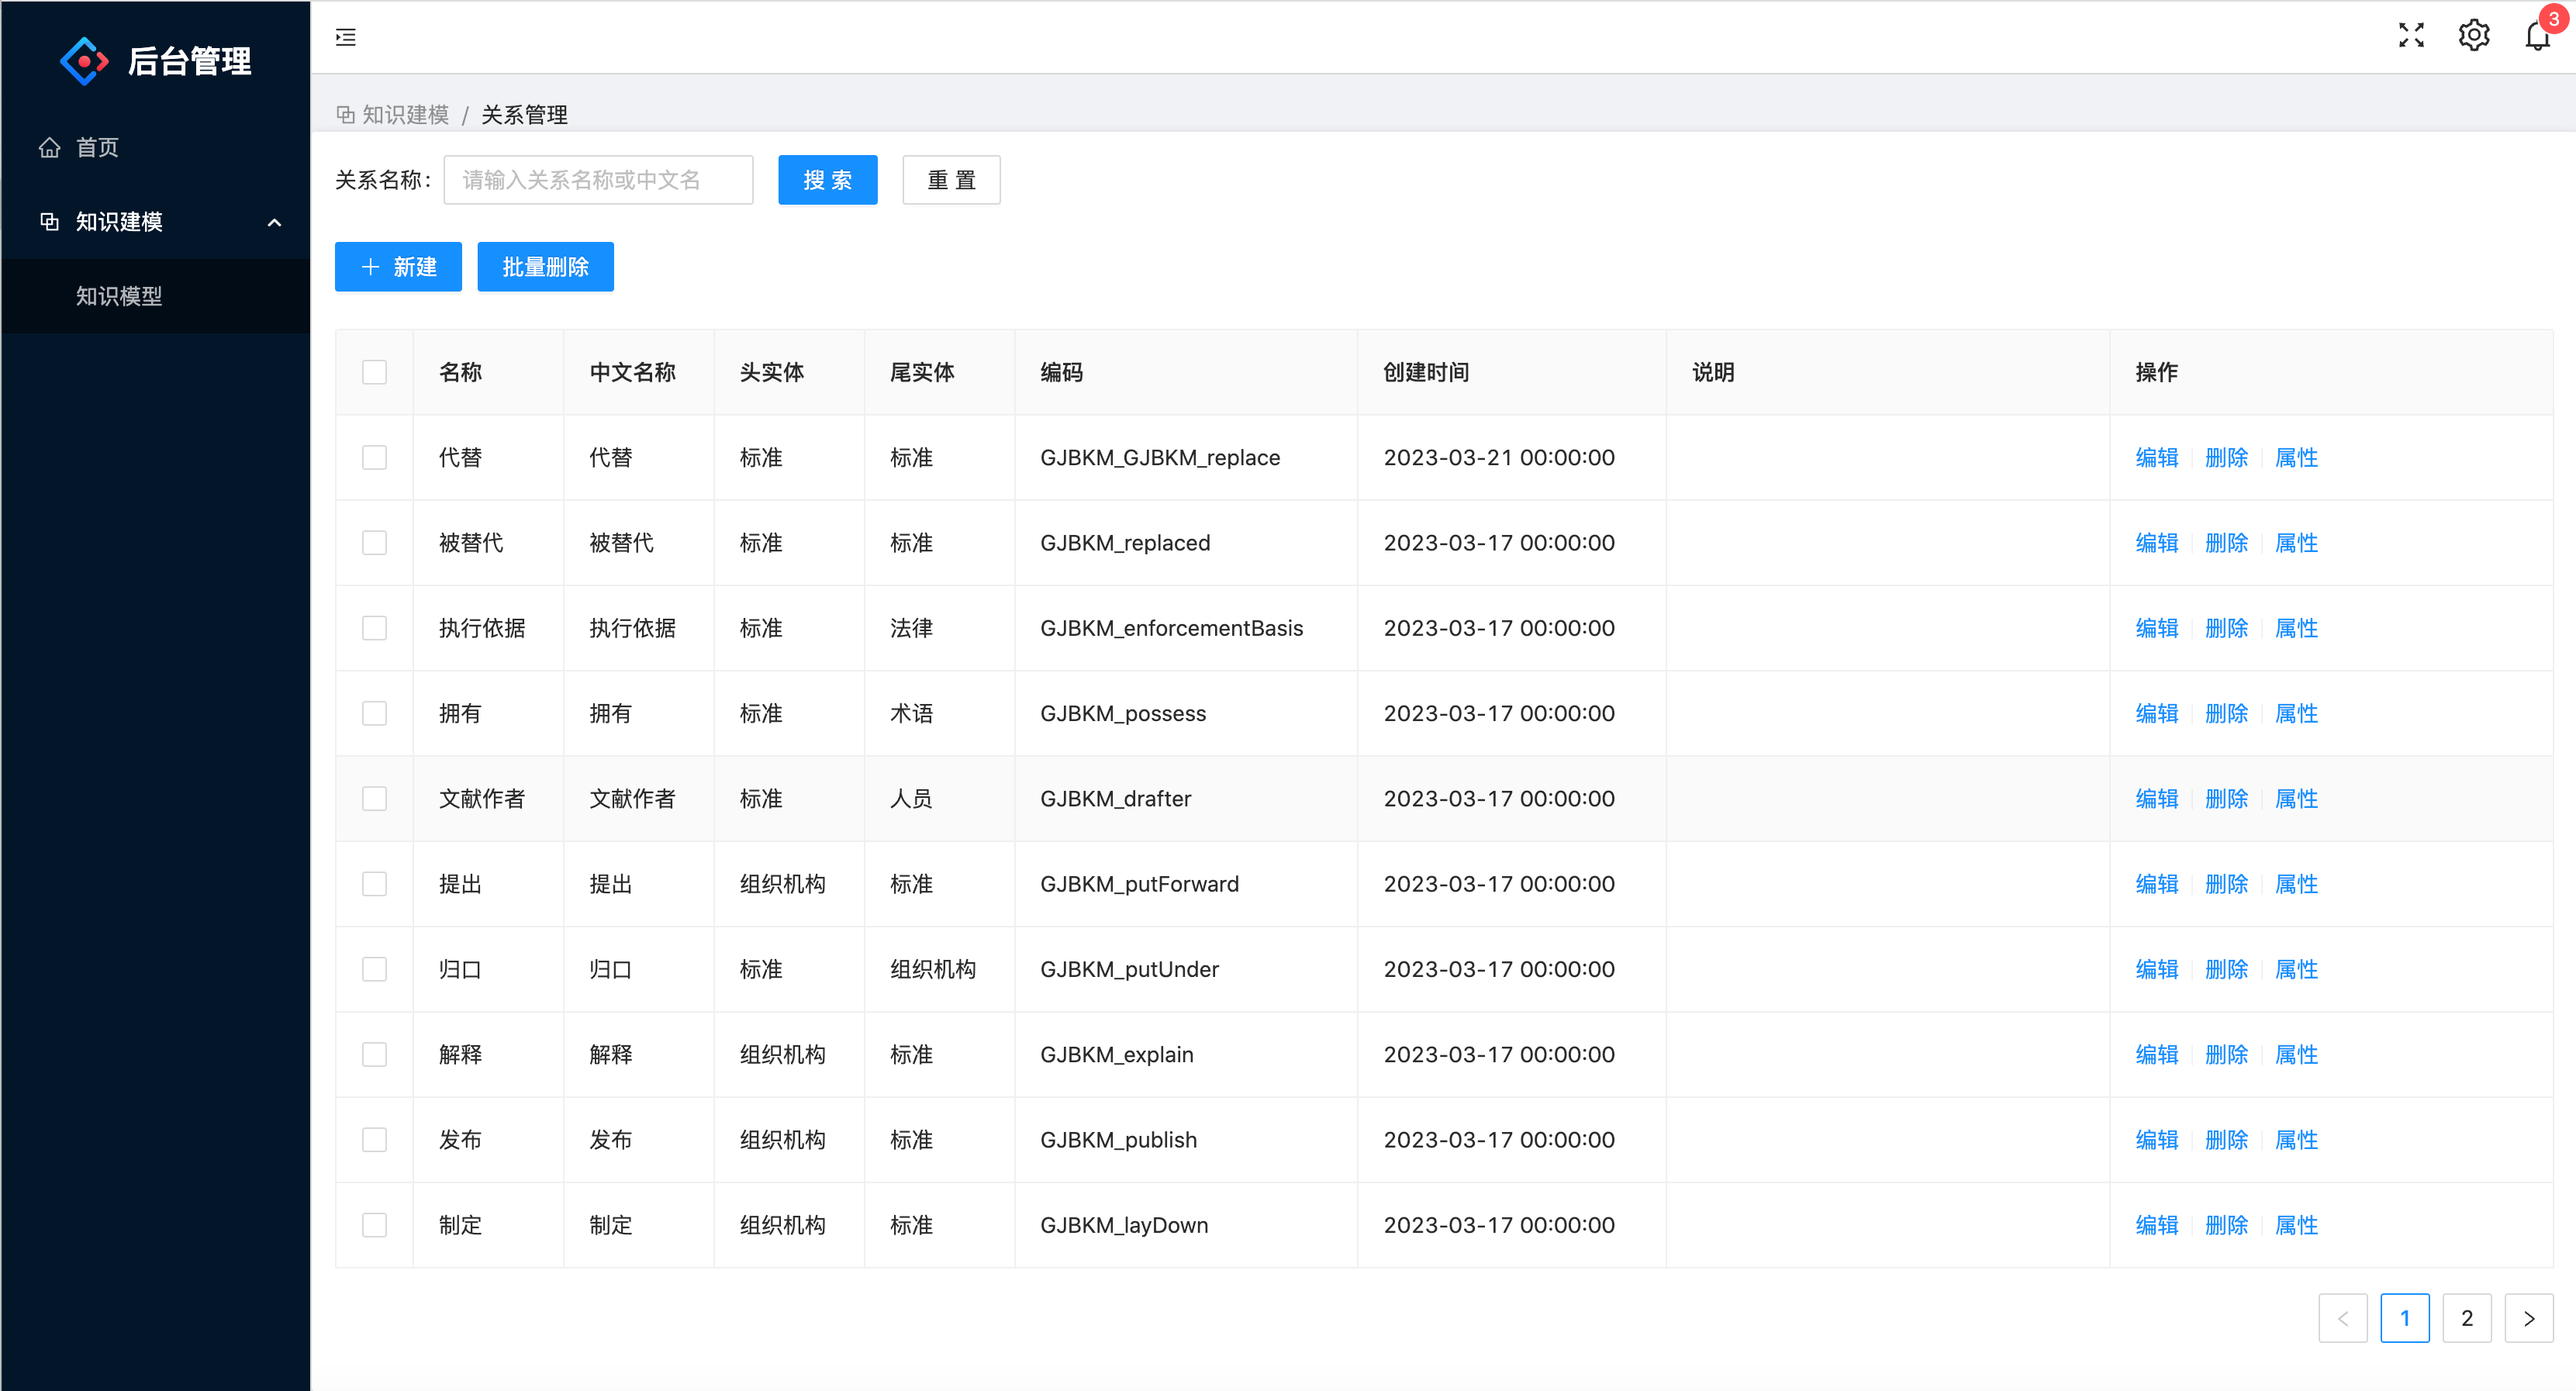 后台管理
首页
知识建模
知识模型
3
知识建模 / 关系管理
关系名称: 请输入关系名称或中文名 搜 索 重 置
+ 新建 批量删除
名称 中文名称 头实体 尾实体 编码 创建时间 说明 操作
代替 代替 标准 标准 GJBKM_GJBKM_replace 2023-03-21 00:00:00 编辑 删除 属性
被替代 被替代 标准 标准 GJBKM_replaced 2023-03-17 00:00:00 编辑 删除 属性
执行依据 执行依据 标准 法律 GJBKM_enforcementBasis 2023-03-17 00:00:00 编辑 删除 属性
拥有 拥有 标准 术语 GJBKM_possess 2023-03-17 00:00:00 编辑 删除 属性
文献作者 文献作者 标准 人员 GJBKM_drafter 2023-03-17 00:00:00 编辑 删除 属性
提出 提出 组织机构 标准 GJBKM_putForward 2023-03-17 00:00:00 编辑 删除 属性
归口 归口 标准 组织机构 GJBKM_putUnder 2023-03-17 00:00:00 编辑 删除 属性
解释 解释 组织机构 标准 GJBKM_explain 2023-03-17 00:00:00 编辑 删除 属性
发布 发布 组织机构 标准 GJBKM_publish 2023-03-17 00:00:00 编辑 删除 属性
制定 制定 组织机构 标准 GJBKM_layDown 2023-03-17 00:00:00 编辑 删除 属性
< 1 2 >